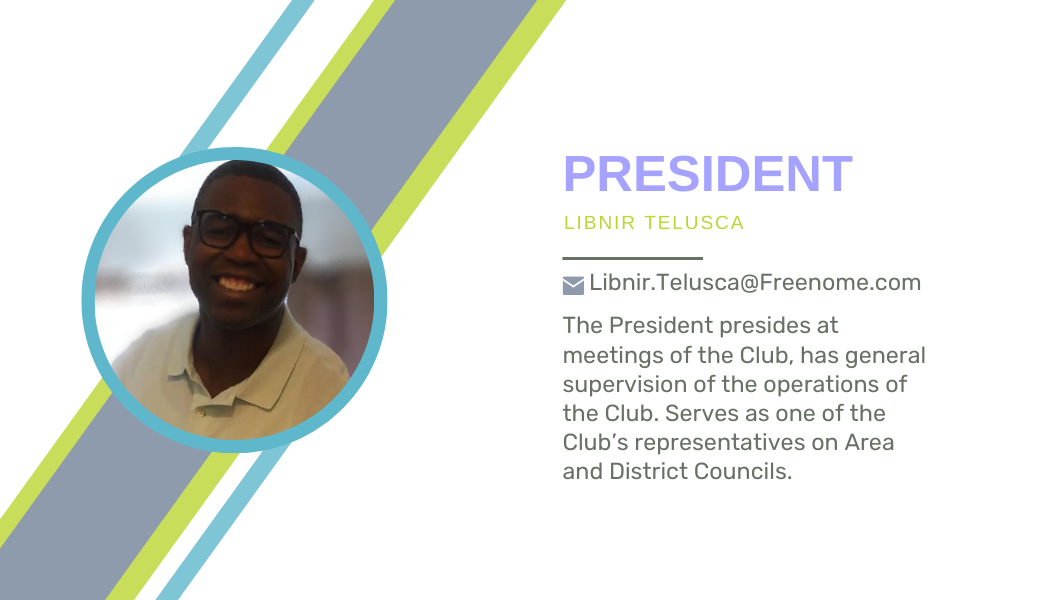 PRESIDENT
LIBNIR TELUSCA
Libnir.Telusca@Freenome.com
The President presides at
meetings of the Club, has general
supervision of the operations of
the Club. Serves as one of the
Club’s representatives on Area
and District Councils.